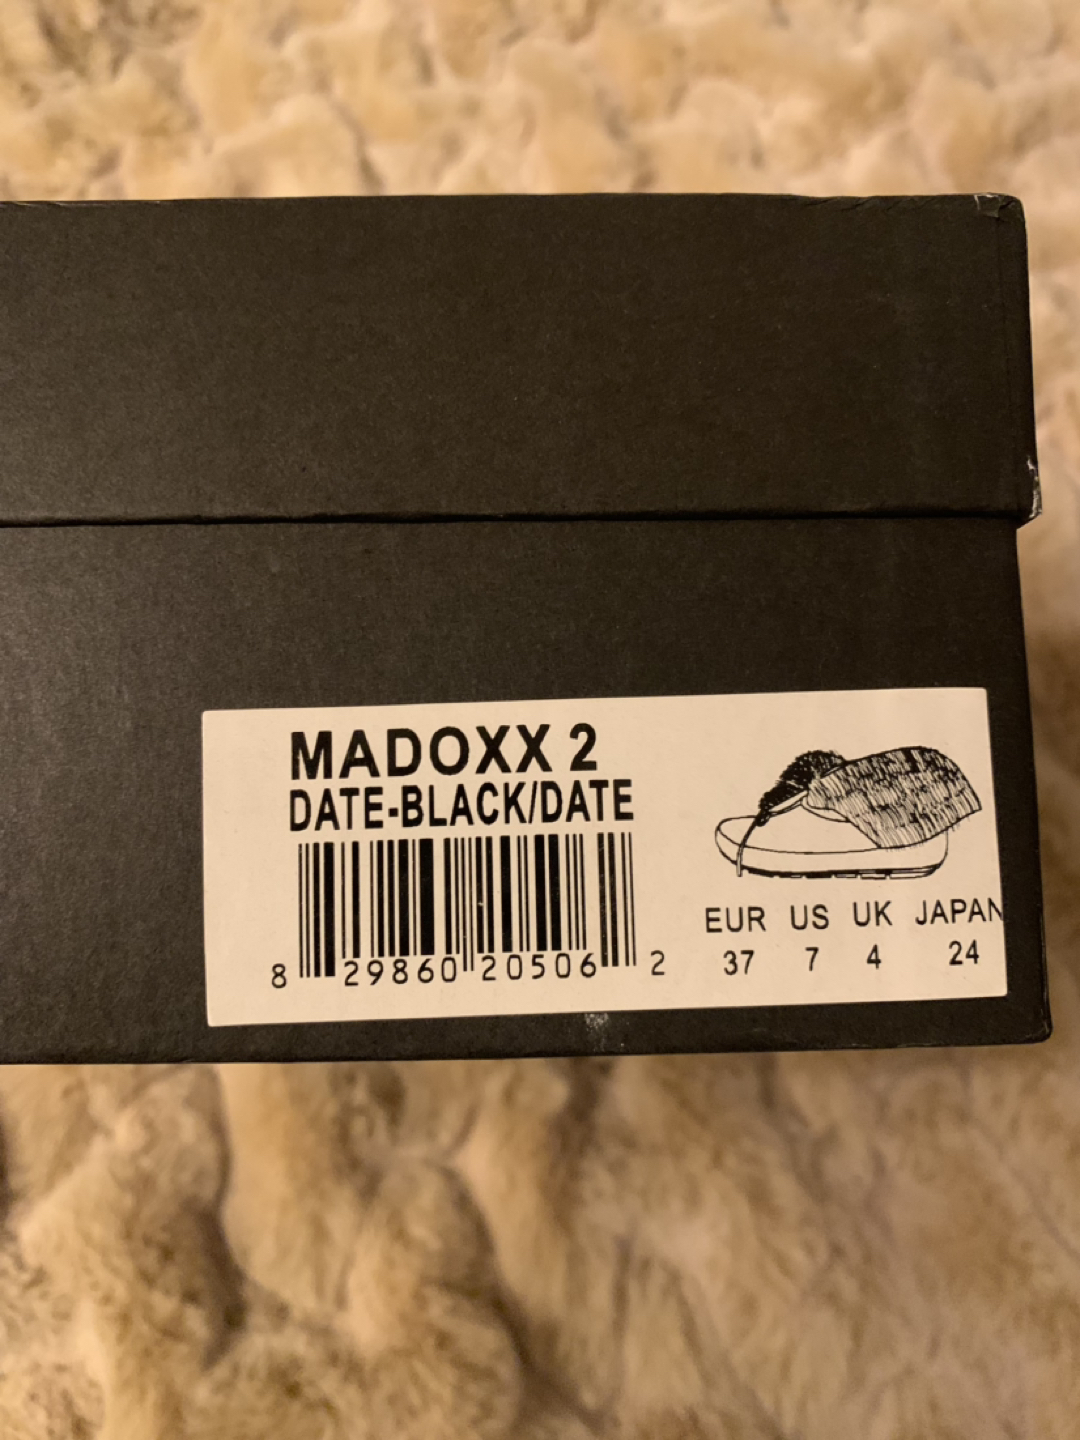 MADOXX 2
DATE-BLACK/DATE
8 29860 20506 2
EUR US UK JAPAN
37 7 4 24